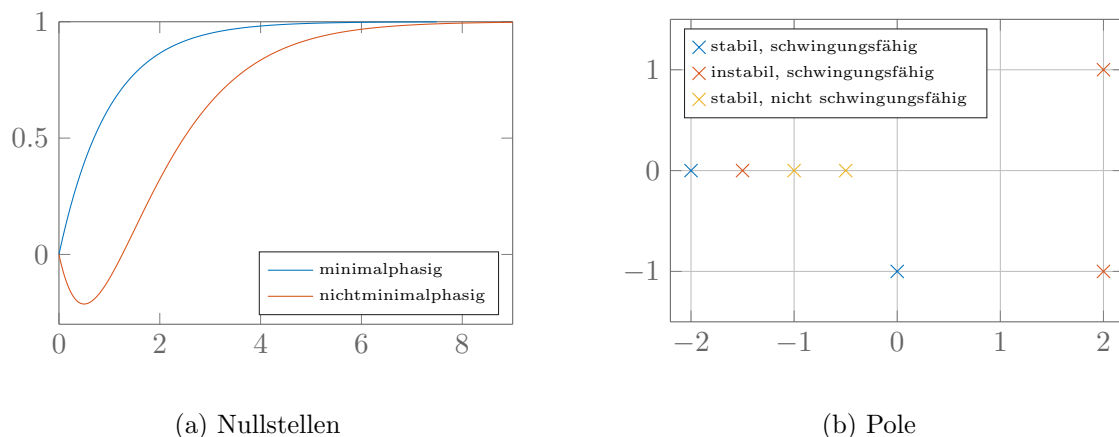 1
0.5
0
0 2 4 6 8
minimalphasig
nichtminimalphasig
(a) Nullstellen
1
0
−1
−2 −1 0 1 2
stabil, schwingungsfähig
instabil, schwingungsfähig
stabil, nicht schwingungsfähig
(b) Pole